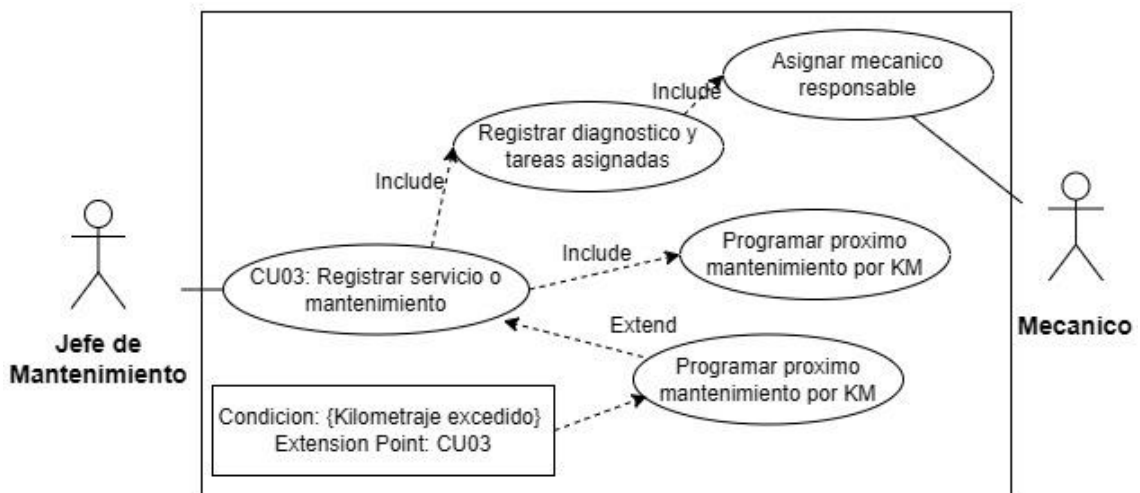 Asignar mecanico
responsable
Include
Registrar diagnostico y
tareas asignadas
Include
Programar proximo
mantenimiento por KM
Include
CU03: Registrar servicio o
mantenimiento
Extend
Jefe de
Mantenimiento
Mecanico
Programar proximo
mantenimiento por KM
Condicion: {Kilometraje excedido}
Extension Point: CU03